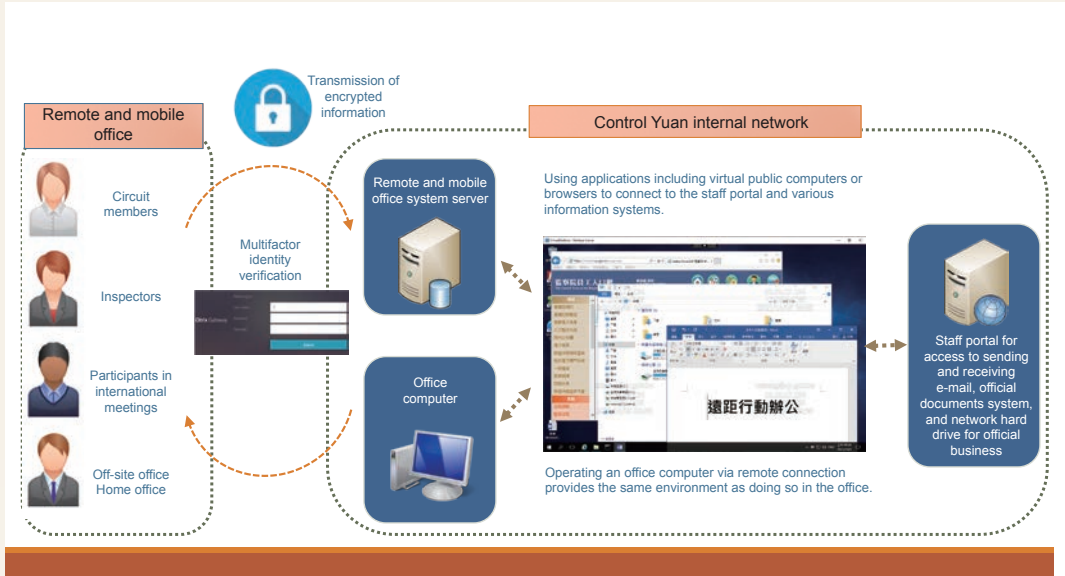 Transmission of
encrypted
information
Remote and mobile
office
Control Yuan internal network
Circuit
members
Inspectors
Participants in
international
meetings
Off-site office
Home office
Multifactor
identity
verification
Citrix Gateway
Remote and mobile
office system server
Office
computer
Using applications including virtual public computers or
browsers to connect to the staff portal and various
information systems.
遠距行動辦公
Operating an office computer via remote connection
provides the same environment as doing so in the office.
Staff portal for
access to sending
and receiving
e-mail, official
documents system,
and network hard
drive for official
business